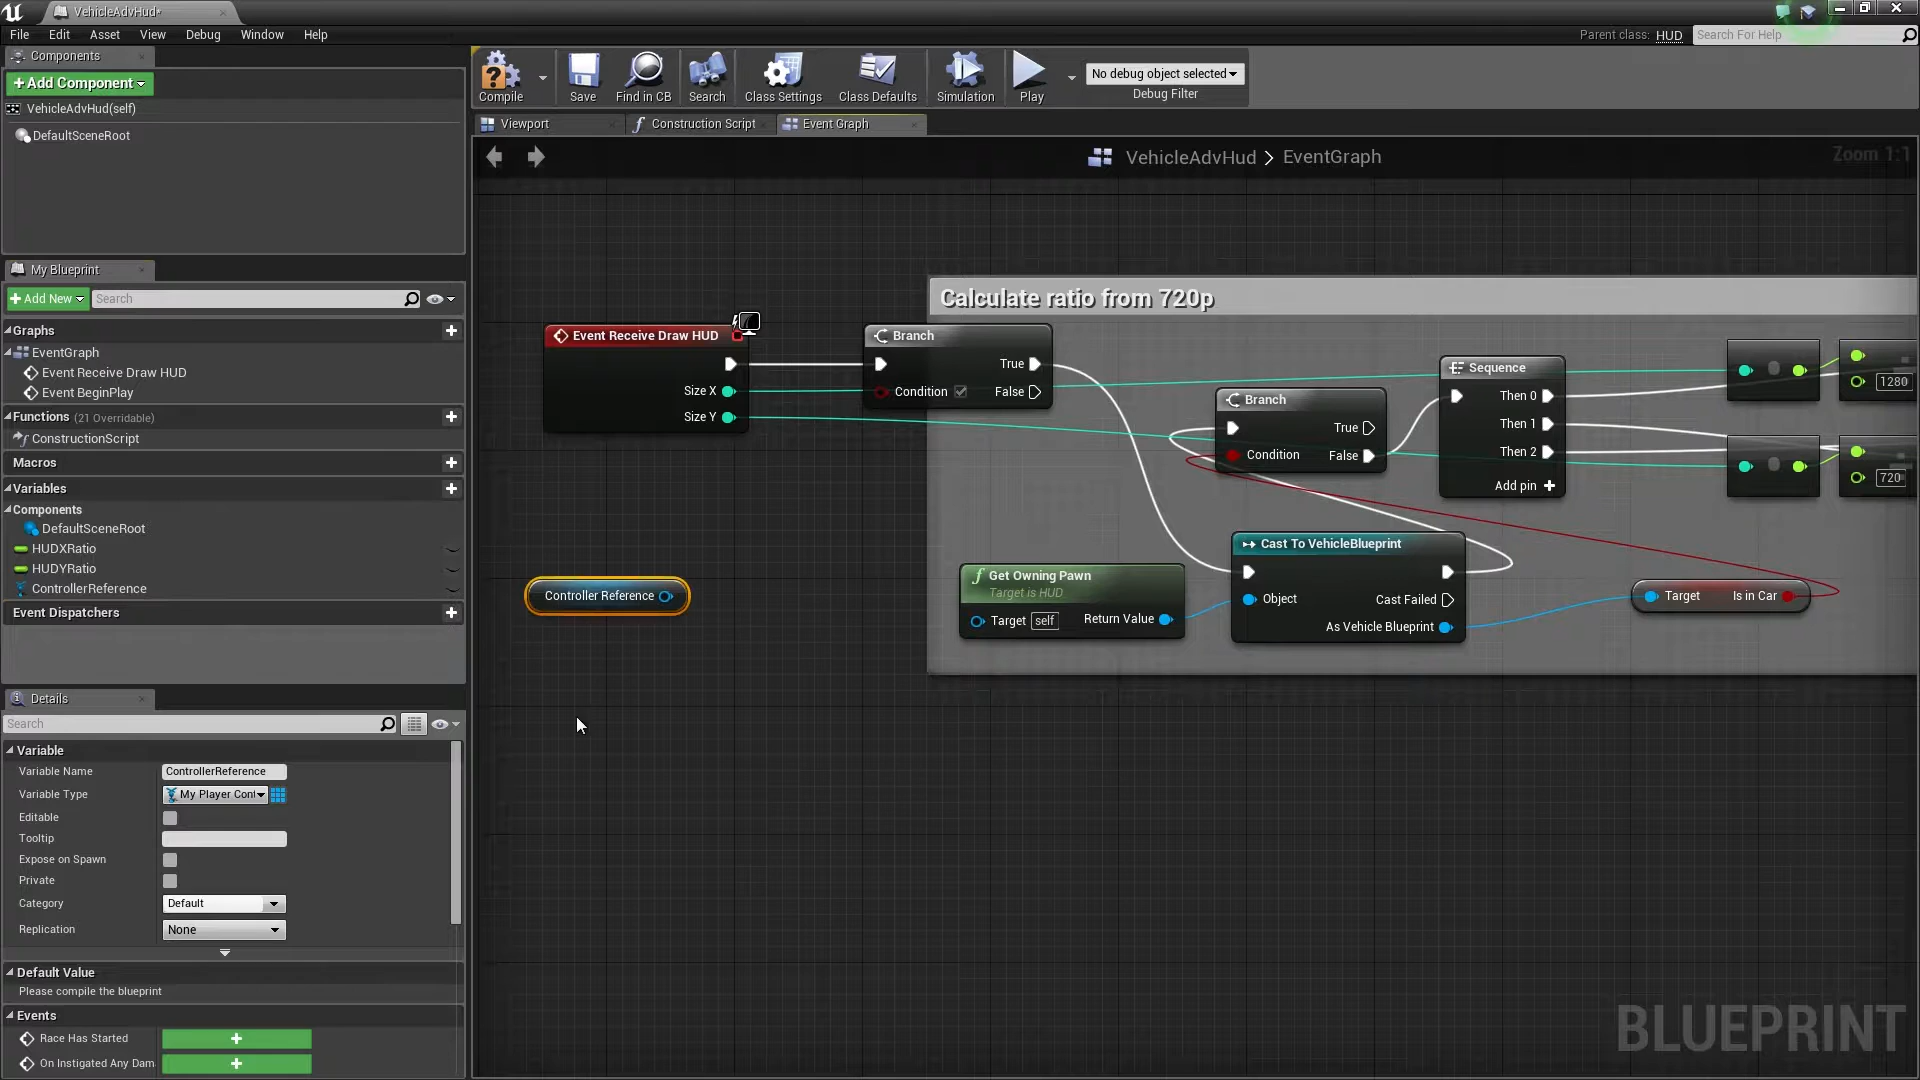 VehicleAdvHud*
File Edit Asset View Debug Window Help
Parent class: HUD
Search For Help
Components
+ Add Component
VehicleAdvHud(self)
DefaultSceneRoot
Compile
Save
Find in CB
Search
Class Settings
Class Defaults
Simulation
Play
No debug object selected
Debug Filter
Viewport
Construction Script
Event Graph
VehicleAdvHud > EventGraph
Zoom 1:1
My Blueprint
+ Add New
Search
Graphs
EventGraph
Event Receive Draw HUD
Event BeginPlay
Functions (21 Overridable)
ConstructionScript
Macros
Variables
Components
DefaultSceneRoot
HUDXRatio
HUDYRatio
ControllerReference
Event Dispatchers
Details
Search
Variable
Variable Name ControllerReference
Variable Type My Player Cont
Editable
Tooltip
Expose on Spawn
Private
Category Default
Replication None
Default Value
Please compile the blueprint
Events
Race Has Started
On Instigated Any Dam
Calculate ratio from 720p
Event Receive Draw HUD
Size X
Size Y
Branch
True
Condition
False
Branch
True
Condition
False
Sequence
Then 0
Then 1
Then 2
Add pin +
1280
720
Controller Reference
Get Owning Pawn
Target is HUD
Target self
Return Value
Cast To VehicleBlueprint
Object
Cast Failed
As Vehicle Blueprint
Target Is in Car
BLUEPRINT